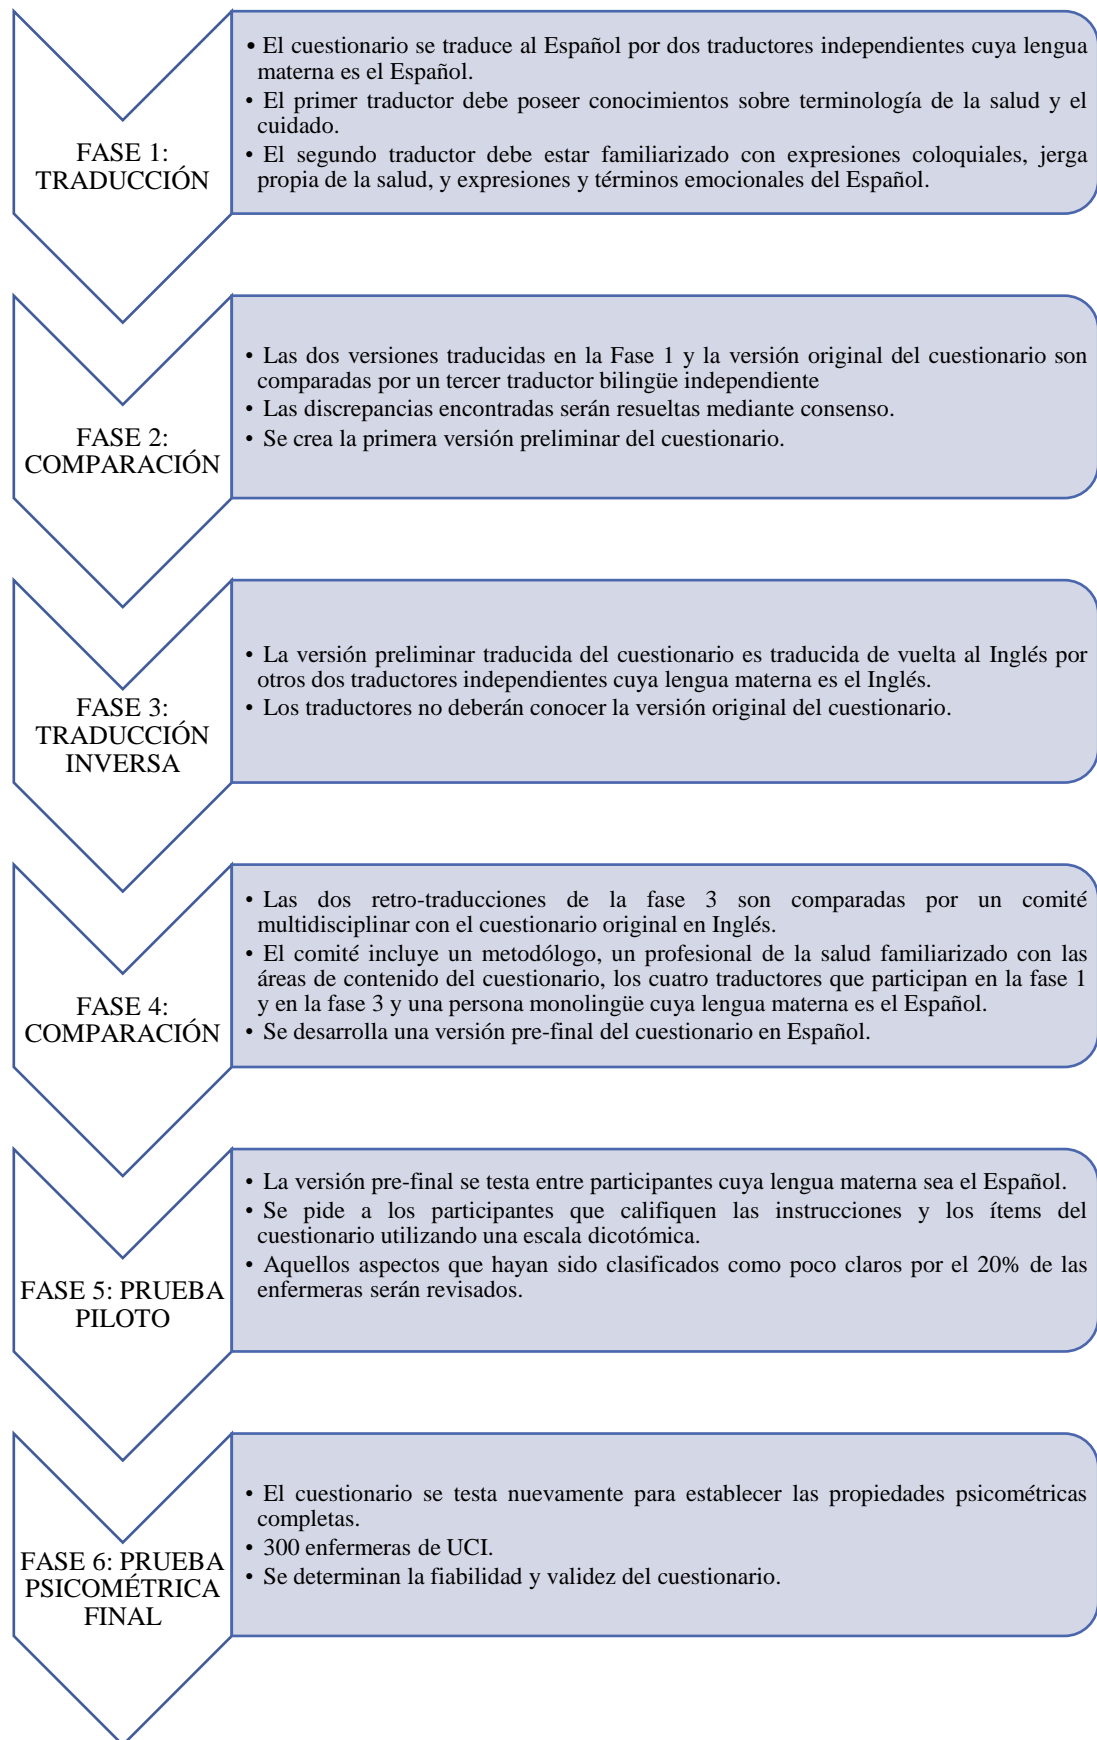 FASE 1:
TRADUCCIÓN
• El cuestionario se traduce al Español por dos traductores independientes cuya lengua
materna es el Español.
• El primer traductor debe poseer conocimientos sobre terminología de la salud y el
cuidado.
• El segundo traductor debe estar familiarizado con expresiones coloquiales, jerga
propia de la salud, y expresiones y términos emocionales del Español.
FASE 2:
COMPARACIÓN
• Las dos versiones traducidas en la Fase 1 y la versión original del cuestionario son
comparadas por un tercer traductor bilingüe independiente
• Las discrepancias encontradas serán resueltas mediante consenso.
• Se crea la primera versión preliminar del cuestionario.
FASE 3:
TRADUCCIÓN
INVERSA
• La versión preliminar traducida del cuestionario es traducida de vuelta al Inglés por
otros dos traductores independientes cuya lengua materna es el Inglés.
• Los traductores no deberán conocer la versión original del cuestionario.
FASE 4:
COMPARACIÓN
• Las dos retro-traducciones de la fase 3 son comparadas por un comité
multidisciplinar con el cuestionario original en Inglés.
• El comité incluye un metodólogo, un profesional de la salud familiarizado con las
áreas de contenido del cuestionario, los cuatro traductores que participan en la fase 1
y en la fase 3 y una persona monolingüe cuya lengua materna es el Español.
• Se desarrolla una versión pre-final del cuestionario en Español.
FASE 5: PRUEBA
PILOTO
• La versión pre-final se testa entre participantes cuya lengua materna sea el Español.
• Se pide a los participantes que califiquen las instrucciones y los ítems del
cuestionario utilizando una escala dicotómica.
• Aquellos aspectos que hayan sido clasificados como poco claros por el 20% de las
enfermeras serán revisados.
FASE 6: PRUEBA
PSICOMÉTRICA
FINAL
• El cuestionario se testa nuevamente para establecer las propiedades psicométricas
completas.
• 300 enfermeras de UCI.
• Se determinan la fiabilidad y validez del cuestionario.